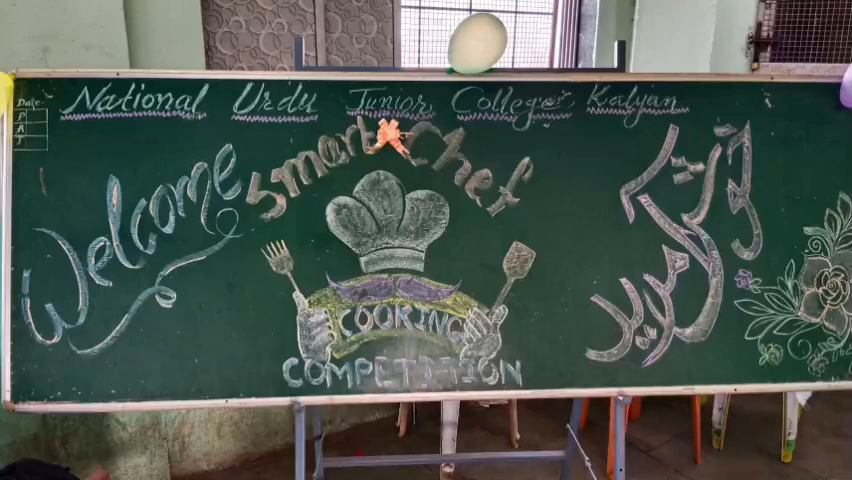 National Urdu Junior College, Kalyan
Date:
P
A
T
Welcome
Smart Chef
COOKING
COMPETITION
خوش آمدید